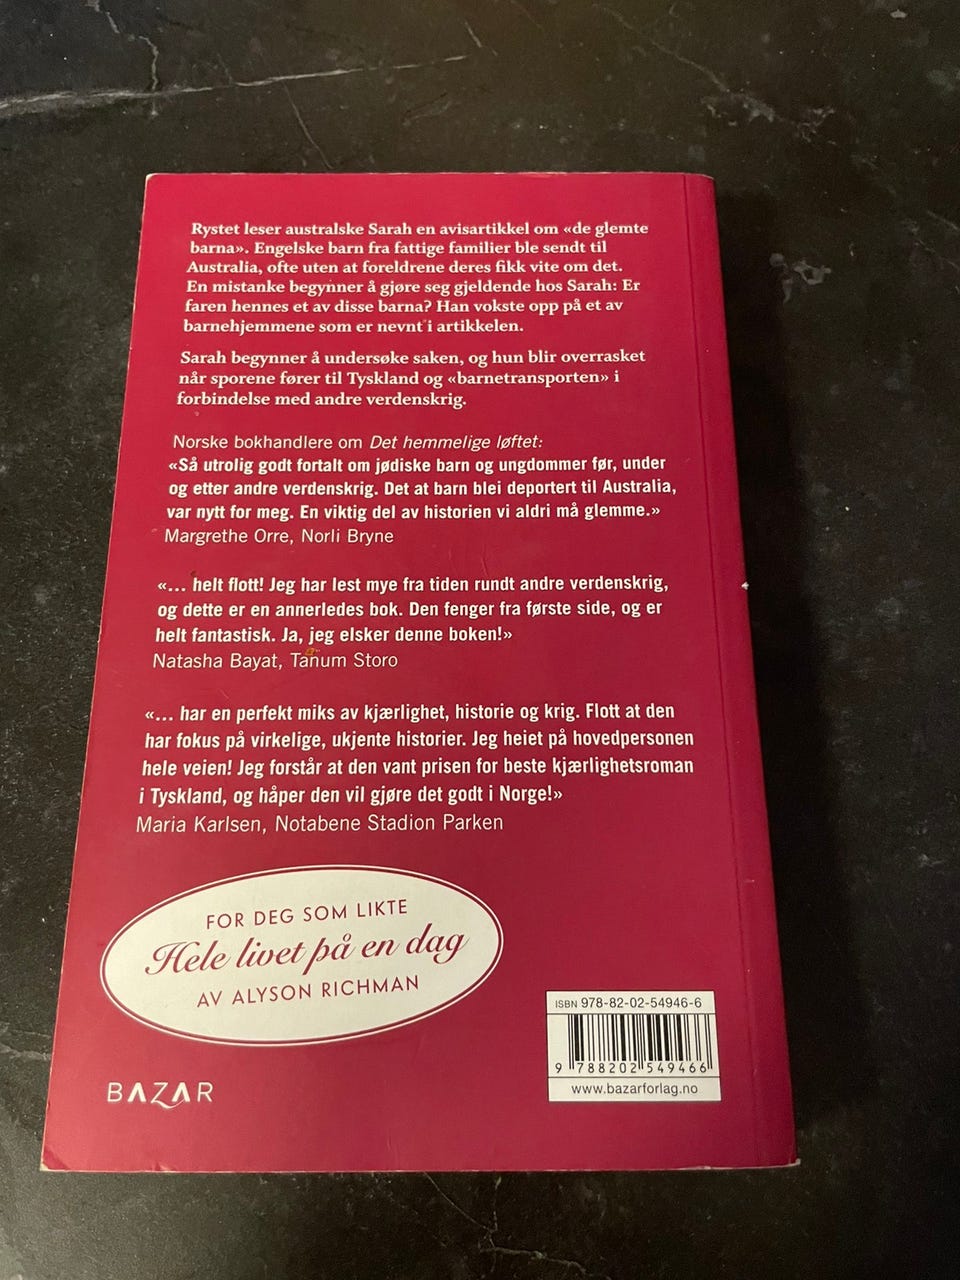 Rystet leser australske Sarah en avisartikkel om «de glemte
barna». Engelske barn fra fattige familier ble sendt til
Australia, ofte uten at foreldrene deres fikk vite om det.
En mistanke begynner å gjøre seg gjeldende hos Sarah: Er
faren hennes et av disse barna? Han vokste opp på et av
barnehjemmene som er nevnt i artikkelen.
Sarah begynner å undersøke saken, og hun blir overrasket
når sporene fører til Tyskland og «barnetransporten» i
forbindelse med andre verdenskrig.
Norske bokhandlere om Det hemmelige løftet:
«Så utrolig godt fortalt om jødiske barn og ungdommer før, under
og etter andre verdenskrig. Det at barn blei deportert til Australia,
var nytt for meg. En viktig del av historien vi aldri må glemme.»
Margrethe Orre, Norli Bryne
«... helt flott! Jeg har lest mye fra tiden rundt andre verdenskrig,
og dette er en annerledes bok. Den fenger fra første side, og er
helt fantastisk. Ja, jeg elsker denne boken!»
Natasha Bayat, Tanum Storo
«... har en perfekt miks av kjærlighet, historie og krig. Flott at den
har fokus på virkelige, ukjente historier. Jeg heiet på hovedpersonen
hele veien! Jeg forstår at den vant prisen for beste kjærlighetsroman
i Tyskland, og håper den vil gjøre det godt i Norge!»
Maria Karlsen, Notabene Stadion Parken
FOR DEG SOM LIKTE
Hele livet på en dag
AV ALYSON RICHMAN
BAZAR
ISBN 978-82-02-54946-6
9 788202 549466
www.bazarforlag.no